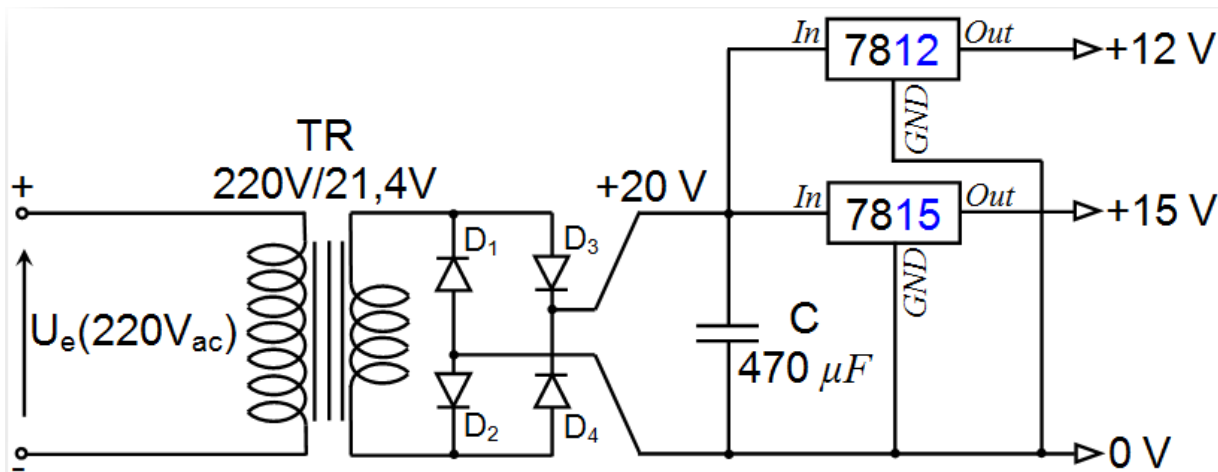 In
7812
Out
+12 V
GND
TR
220V/21,4V
+20 V
In
7815
Out
+15 V
GND
+
D1
D3
Ue(220Vac)
C
470 μF
D2
D4
-
0 V